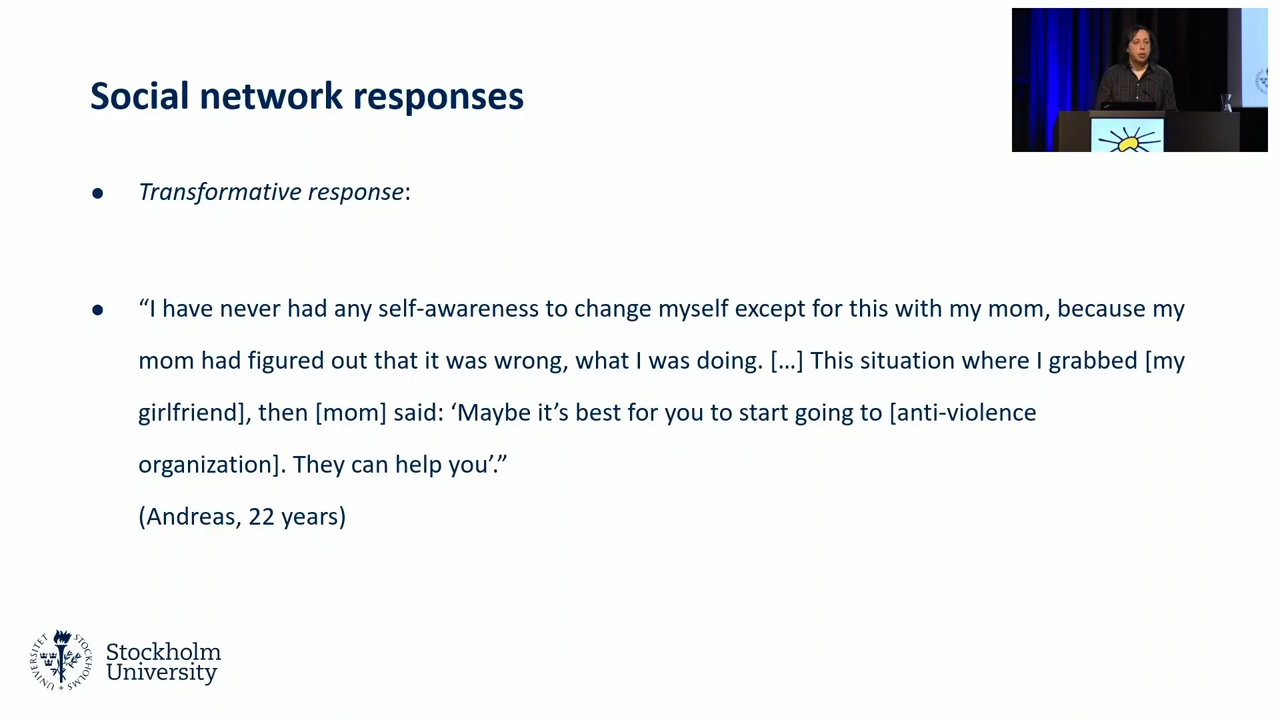 Social network responses
● Transformative response:
● “I have never had any self-awareness to change myself except for this with my mom, because my
mom had figured out that it was wrong, what I was doing. […] This situation where I grabbed [my
girlfriend], then [mom] said: ‘Maybe it’s best for you to start going to [anti-violence
organization]. They can help you’.”
(Andreas, 22 years)
STOCKHOLMS UNIVERSITET
Stockholm
University